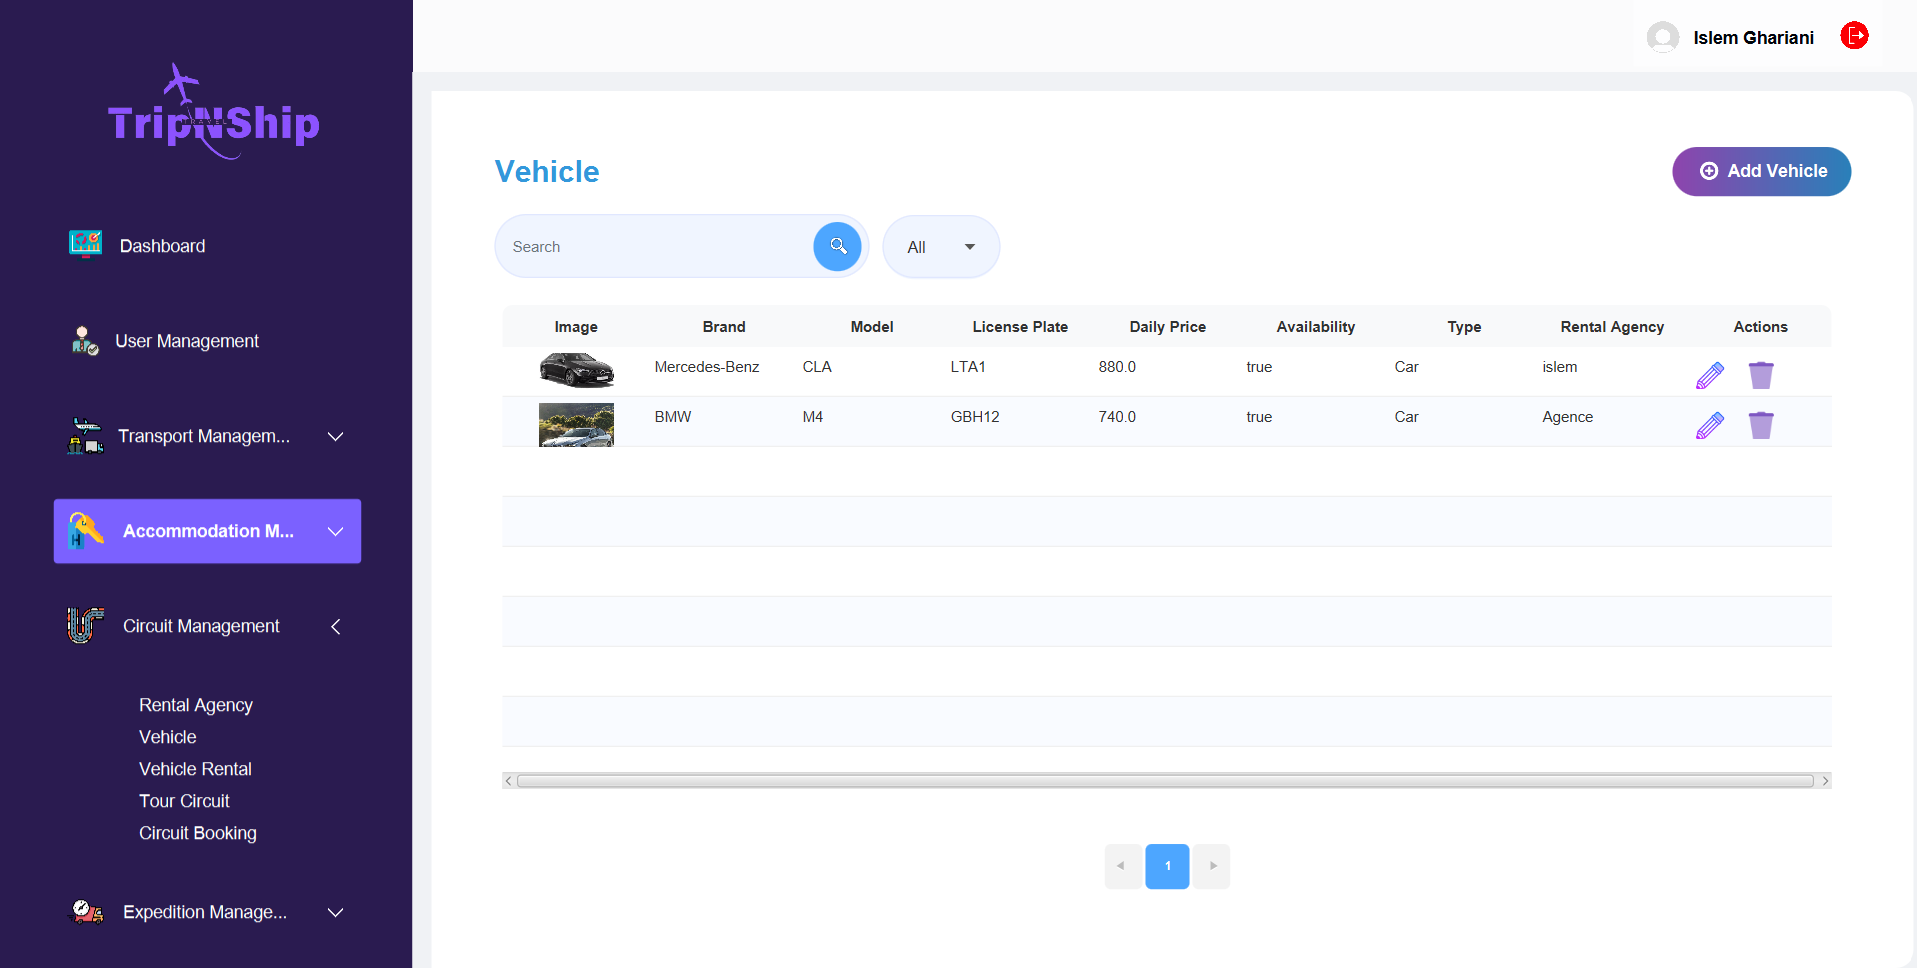 TripNShip
TRAVEL
Islem Ghariani
Dashboard
User Management
Transport Managem...
Accommodation M...
H
Circuit Management
Rental Agency
Vehicle
Vehicle Rental
Tour Circuit
Circuit Booking
Expedition Manage...
Vehicle
Add Vehicle
Search
All
Image Brand Model License Plate Daily Price Availability Type Rental Agency Actions
Mercedes-Benz CLA LTA1 880.0 true Car islem
BMW M4 GBH12 740.0 true Car Agence
1